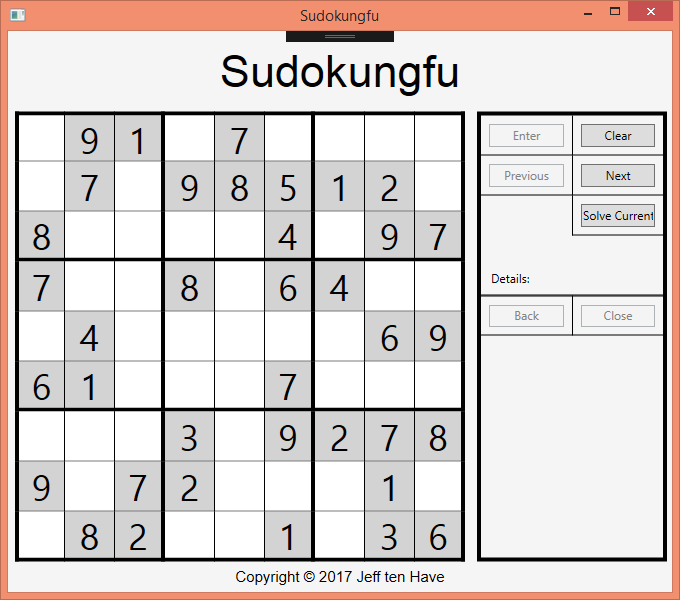 Sudokungfu
Sudokungfu
9 1 7
7 9 8 5 1 2
8 4 9 7
7 8 6 4
4 6 9
6 1 7
3 9 2 7 8
9 7 2 1
8 2 1 3 6
Enter Clear
Previous Next
Solve Current
Details:
Back Close
Copyright © 2017 Jeff ten Have